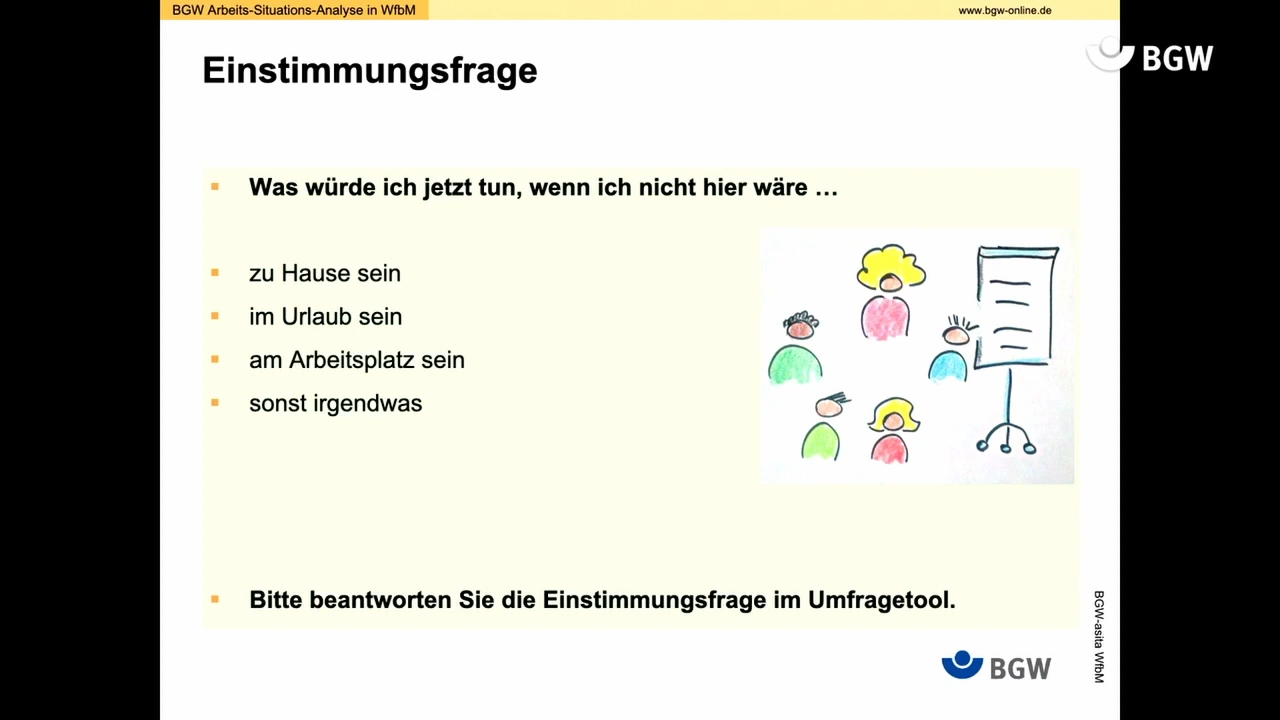 BGW Arbeits-Situations-Analyse in WfbM
www.bgw-online.de
BGW
Einstimmungsfrage
Was würde ich jetzt tun, wenn ich nicht hier wäre …
zu Hause sein
im Urlaub sein
am Arbeitsplatz sein
sonst irgendwas
Bitte beantworten Sie die Einstimmungsfrage im Umfragetool.
BGW
BGW-asita WfbM